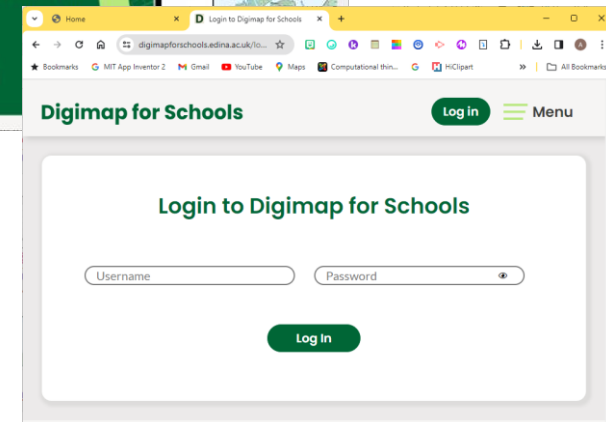 Home
Login to Digimap for Schools
digimapforschools.edina.ac.uk/lo...
Bookmarks G MIT App Inventor 2 Gmail YouTube Maps Computational thin... G HiClipart » All Bookmarks
Digimap for Schools
Log in
Menu
Login to Digimap for Schools
Username
Password
Log In